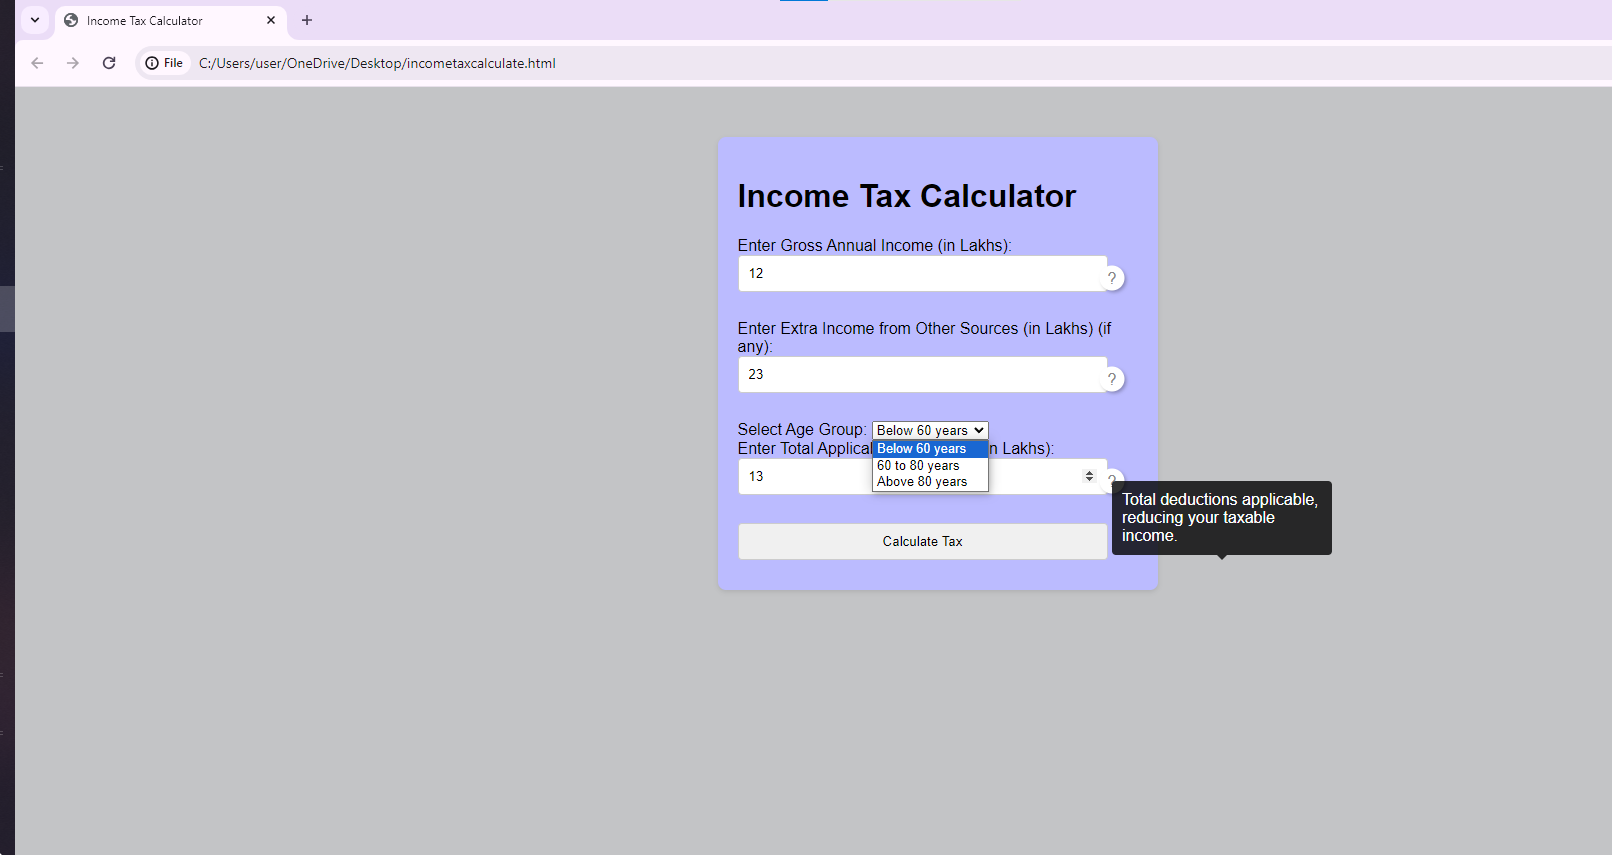 Income Tax Calculator
File
C:/Users/user/OneDrive/Desktop/incometaxcalculate.html
Income Tax Calculator
Enter Gross Annual Income (in Lakhs):
12
?
Enter Extra Income from Other Sources (in Lakhs) (if
any):
23
?
Select Age Group: Below 60 years
Below 60 years
60 to 80 years
Above 80 years
Enter Total Applica n Lakhs):
13
?
Total deductions applicable,
reducing your taxable
income.
Calculate Tax